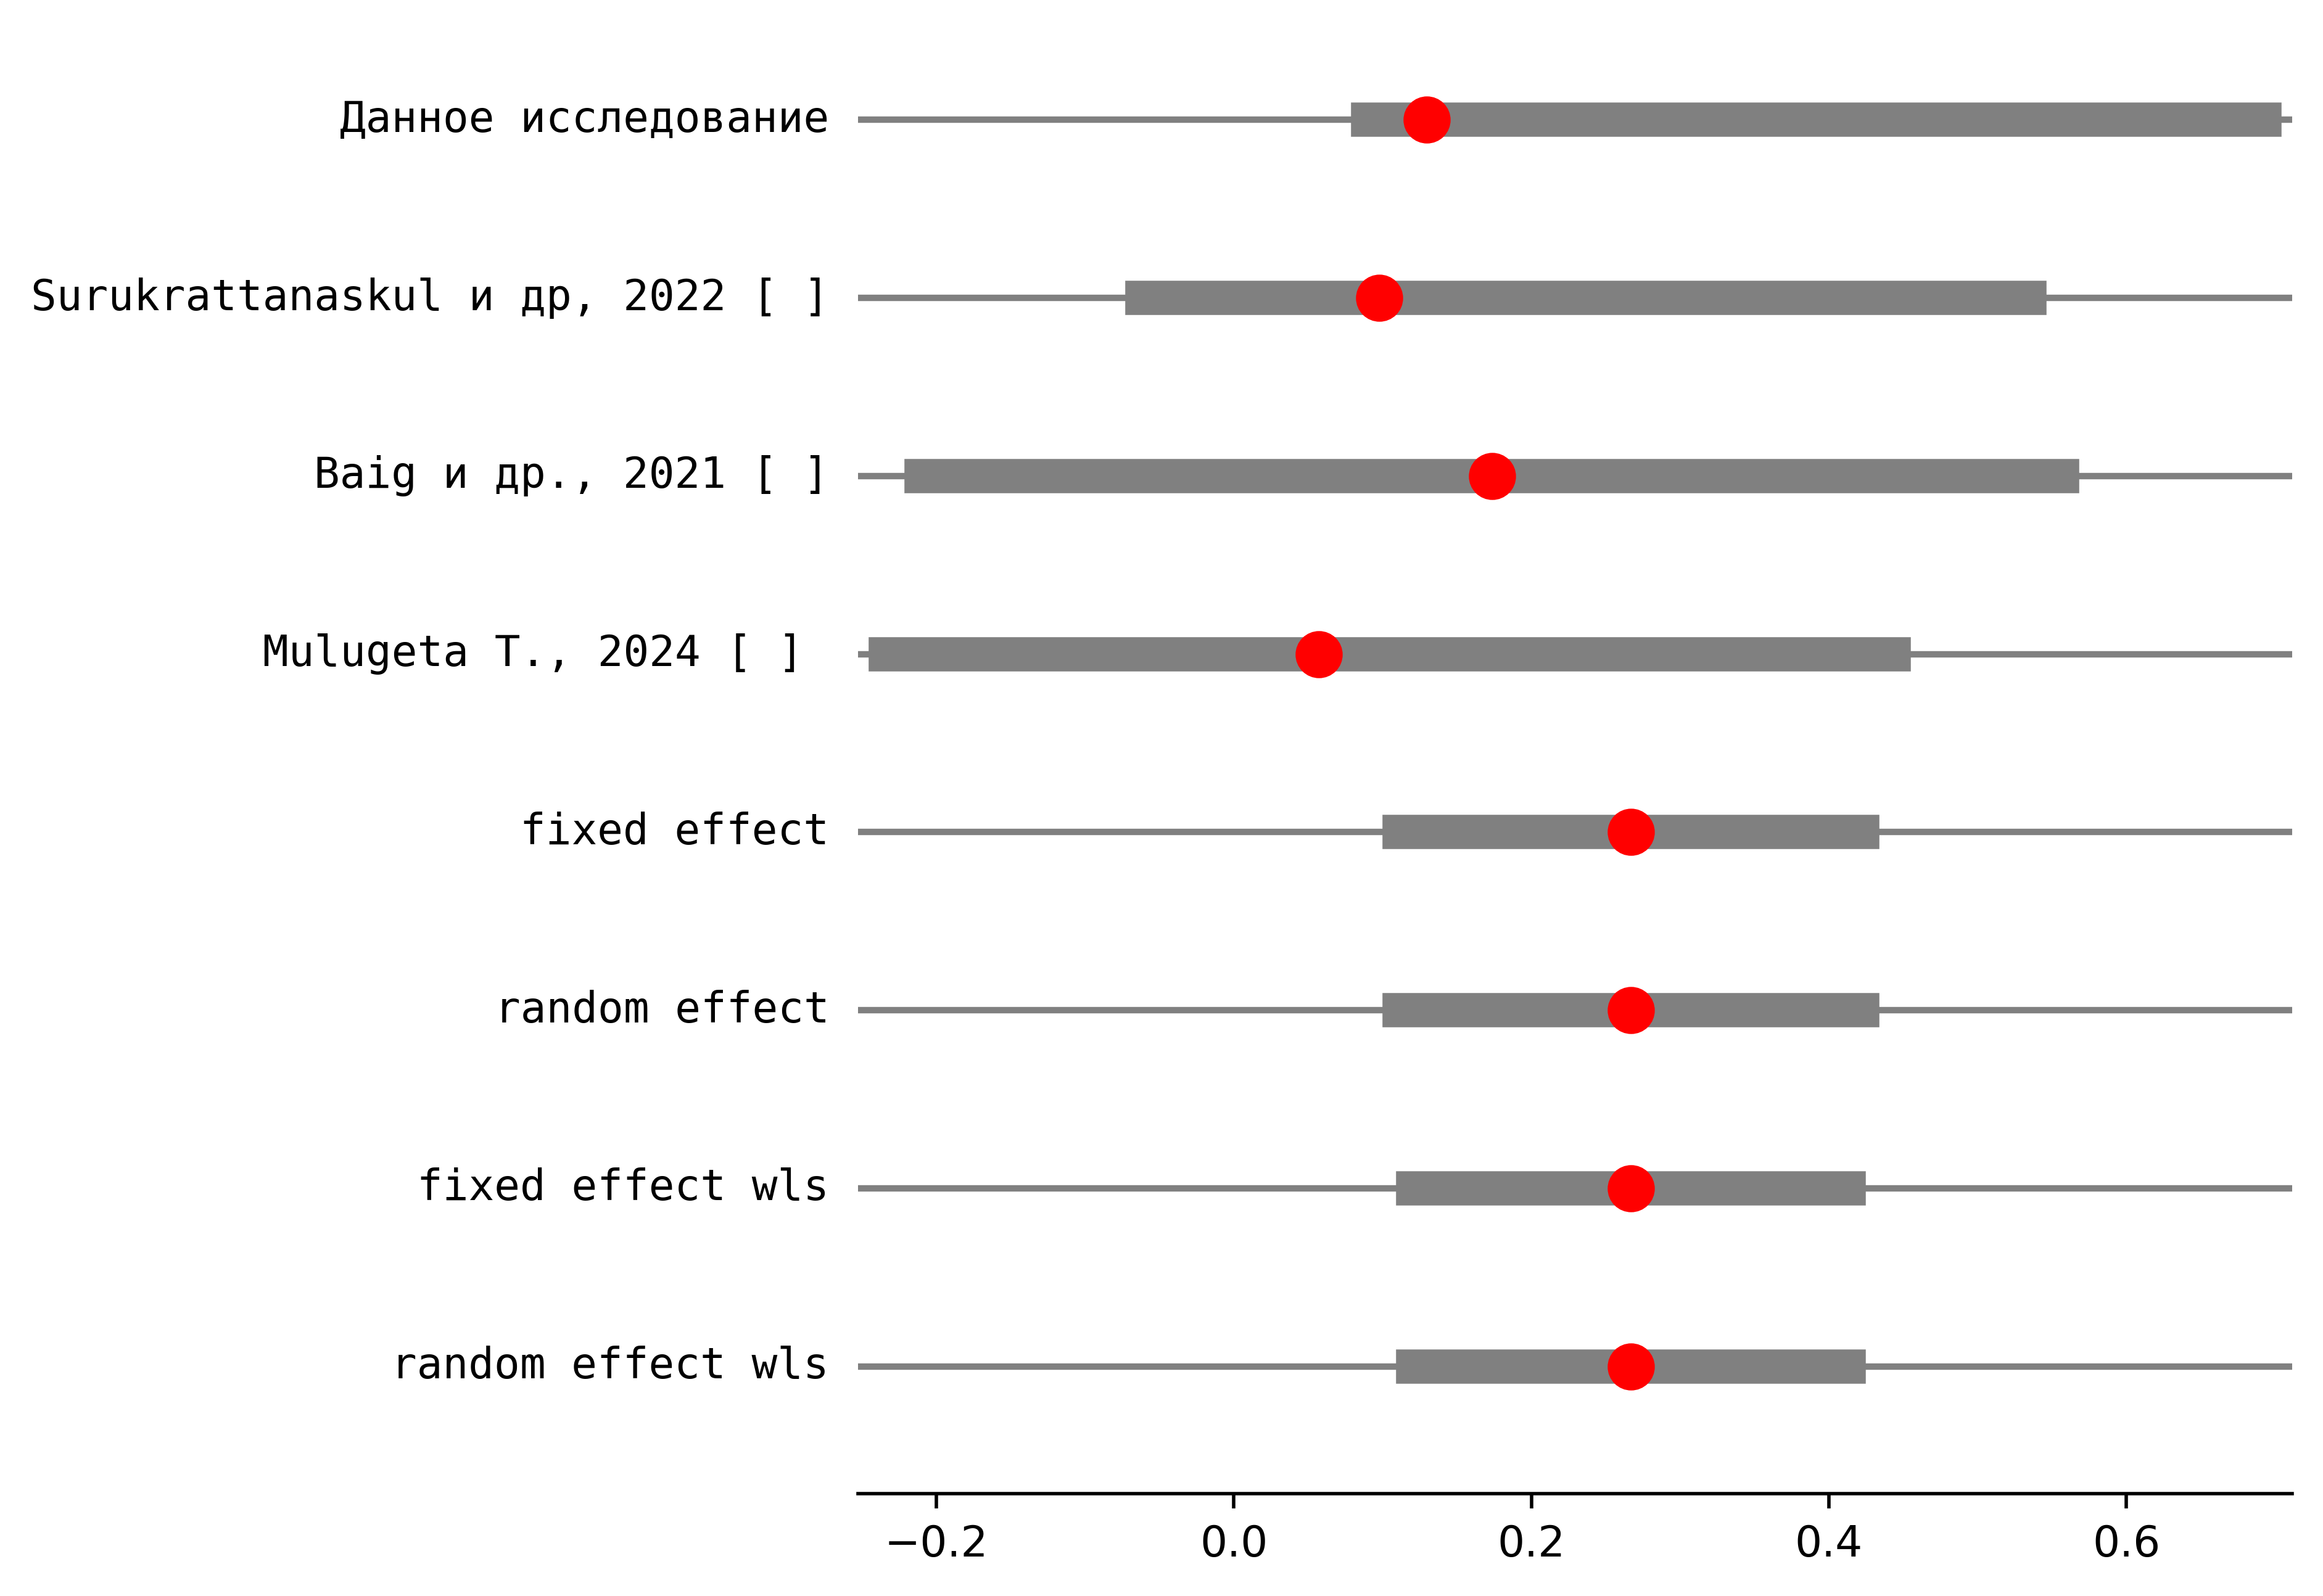 Данное исследование
Surukrattanaskul и др, 2022 [ ]
Baig и др., 2021 [ ]
Mulugeta T., 2024 [ ]
fixed effect
random effect
fixed effect wls
random effect wls
−0.2 0.0 0.2 0.4 0.6